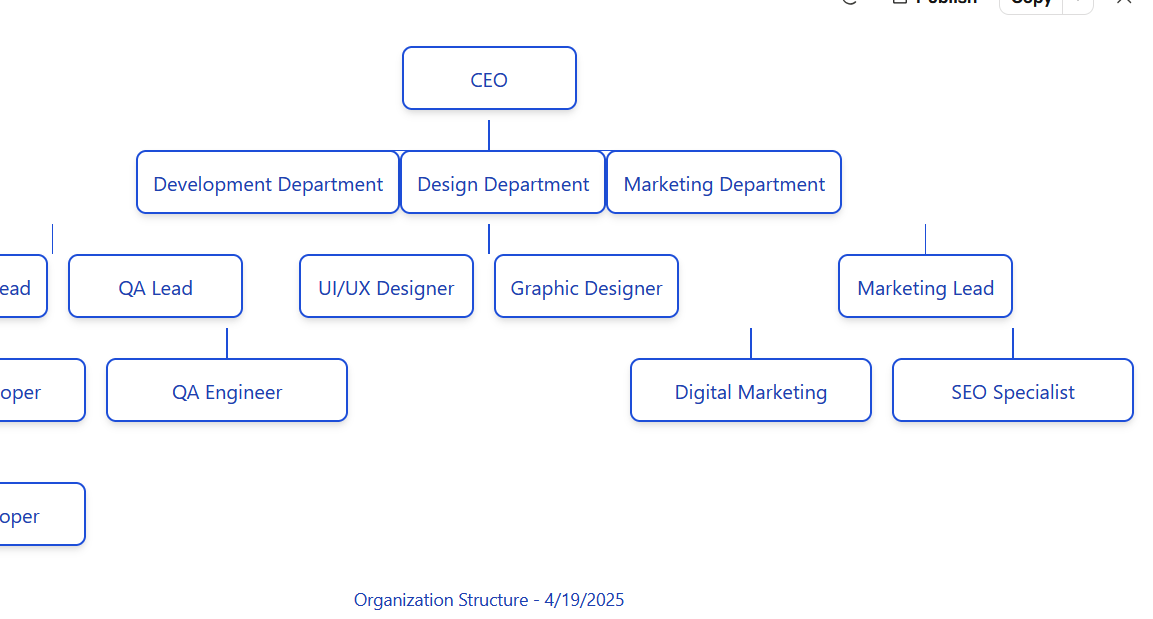 Publish
Copy
CEO
Development Department
Design Department
Marketing Department
ead
QA Lead
UI/UX Designer
Graphic Designer
Marketing Lead
oper
QA Engineer
Digital Marketing
SEO Specialist
oper
Organization Structure - 4/19/2025